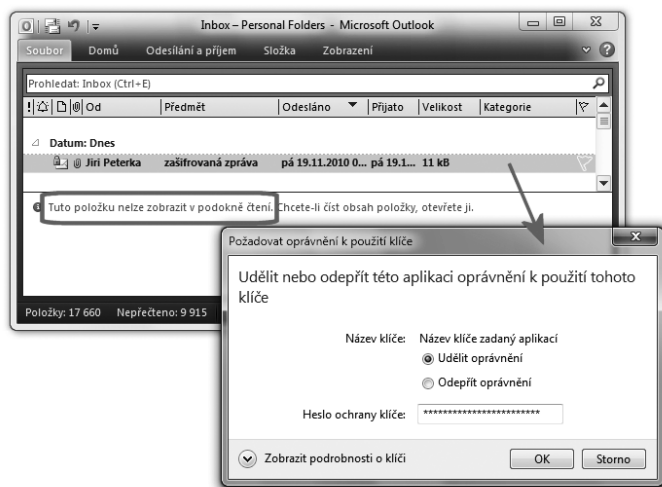 Inbox – Personal Folders - Microsoft Outlook
Soubor Domů Odesílání a příjem Složka Zobrazení
Prohledat: Inbox (Ctrl+E)
Od Předmět Odesláno Přijato Velikost Kategorie
Datum: Dnes
Jiri Peterka zašifrovaná zpráva pá 19.11.2010 0... pá 19.1... 11 kB
Tuto položku nelze zobrazit v podokně čtení. Chcete-li číst obsah položky, otevřete ji.
Položky: 17 660 Nepřečteno: 9 915
Požadovat oprávnění k použití klíče
Udělit nebo odepřít této aplikaci oprávnění k použití tohoto
klíče
Název klíče: Název klíče zadaný aplikací
Udělit oprávnění
Odepřít oprávnění
Heslo ochrany klíče: ************************
Zobrazit podrobnosti o klíči OK Storno